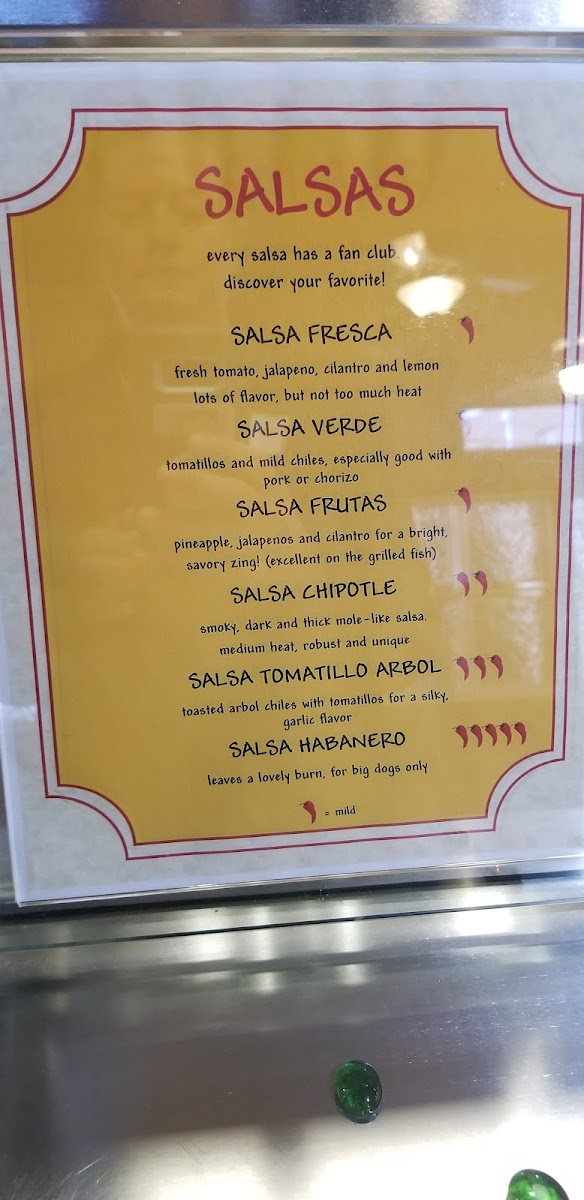 SALSAS
every salsa has a fan club.
discover your favorite!
SALSA FRESCA
fresh tomato, jalapeno, cilantro and lemon
lots of flavor, but not too much heat
SALSA VERDE
tomatillos and mild chiles, especially good with
pork or chorizo
SALSA FRUTAS
pineapple, jalapenos and cilantro for a bright,
savory zing! (excellent on the grilled fish)
SALSA CHIPOTLE
smoky, dark and thick mole-like salsa.
medium heat, robust and unique
SALSA TOMATILLO ARBOL
toasted arbol chiles with tomatillos for a silky,
garlic flavor
SALSA HABANERO
leaves a lovely burn, for big dogs only
= mild